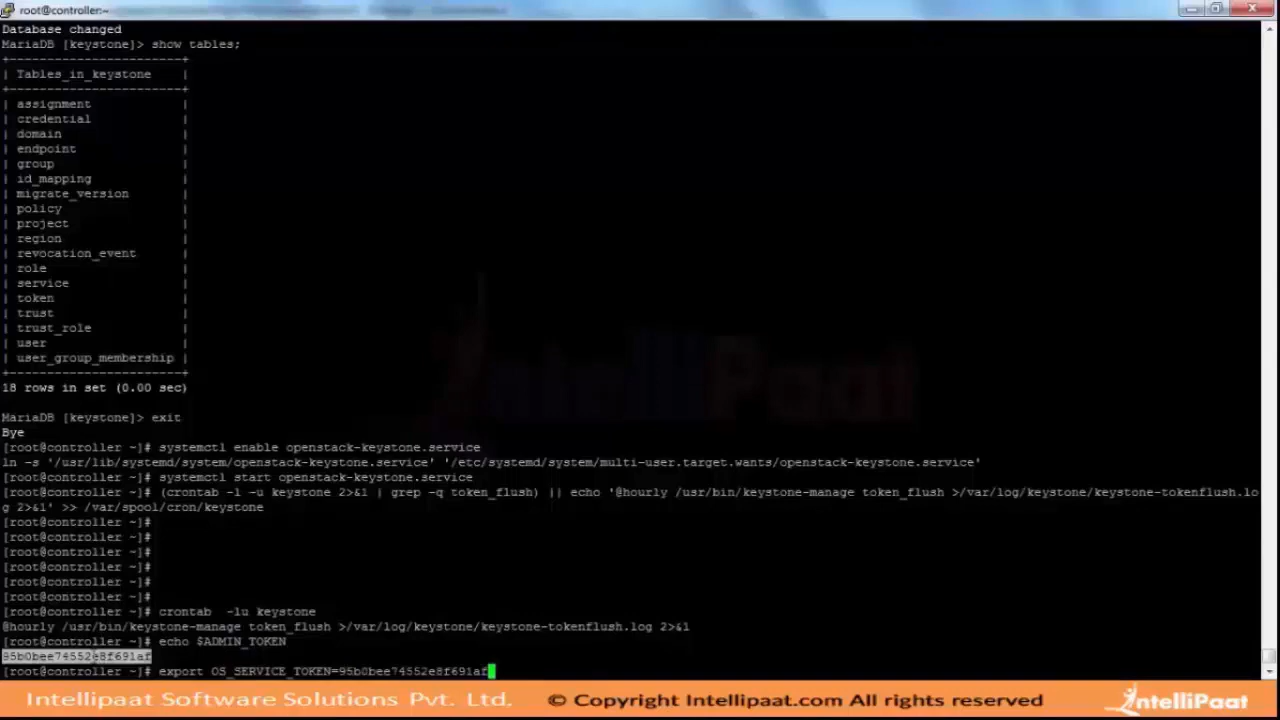 root@controller:~
Database changed
MariaDB [keystone]> show tables;
+-----------------------+
| Tables_in_keystone |
+-----------------------+
| assignment |
| credential |
| domain |
| endpoint |
| group |
| id_mapping |
| migrate_version |
| policy |
| project |
| region |
| revocation_event |
| role |
| service |
| token |
| trust |
| trust_role |
| user |
| user_group_membership |
+-----------------------+
18 rows in set (0.00 sec)
MariaDB [keystone]> exit
Bye
[root@controller ~]# systemctl enable openstack-keystone.service
ln -s '/usr/lib/systemd/system/openstack-keystone.service' '/etc/systemd/system/multi-user.target.wants/openstack-keystone.service'
[root@controller ~]# systemctl start openstack-keystone.service
[root@controller ~]# (crontab -l -u keystone 2>&1 | grep -q token_flush) || echo '@hourly /usr/bin/keystone-manage token_flush >/var/log/keystone/keystone-tokenflush.lo
g 2>&1' >> /var/spool/cron/keystone
[root@controller ~]#
[root@controller ~]#
[root@controller ~]#
[root@controller ~]#
[root@controller ~]#
[root@controller ~]#
[root@controller ~]# crontab -lu keystone
@hourly /usr/bin/keystone-manage token_flush >/var/log/keystone/keystone-tokenflush.log 2>&1
[root@controller ~]# echo $ADMIN_TOKEN
95b0bee74552e8f691af
[root@controller ~]# export OS_SERVICE_TOKEN=95b0bee74552e8f691af
Intellipaat Software Solutions Pvt. Ltd.
© Copyright Intellipaat.com All rights reserved
IntelliPaat